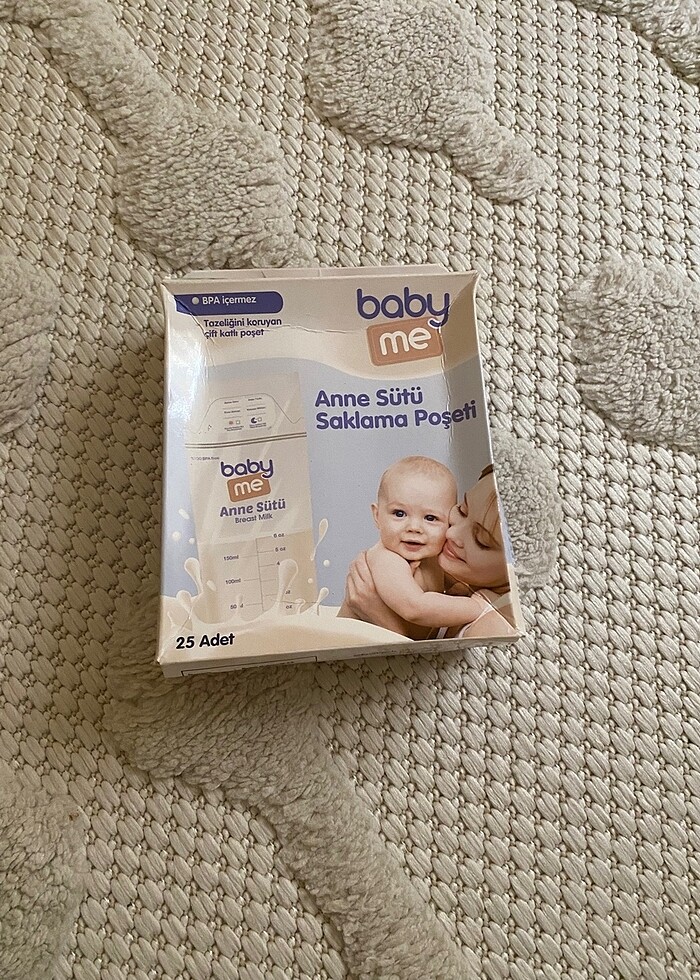 BPA içermez
Tazeliğini koruyan
çift katlı poşet
baby
me
Anne Sütü
Saklama Poşeti
baby
me
Anne Sütü
Breast Milk
150ml
100ml
25 Adet